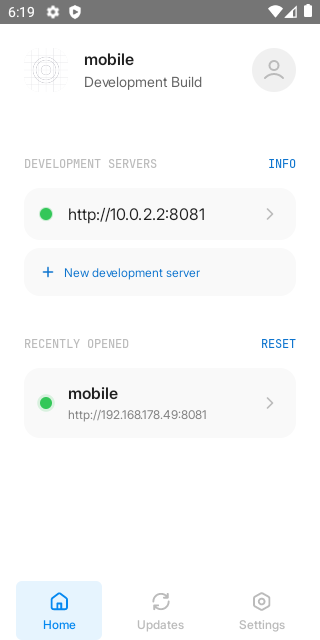 6:19
mobile
Development Build
DEVELOPMENT SERVERS
INFO
http://10.0.2.2:8081
+ New development server
RECENTLY OPENED
RESET
mobile
http://192.168.178.49:8081
Home
Updates
Settings